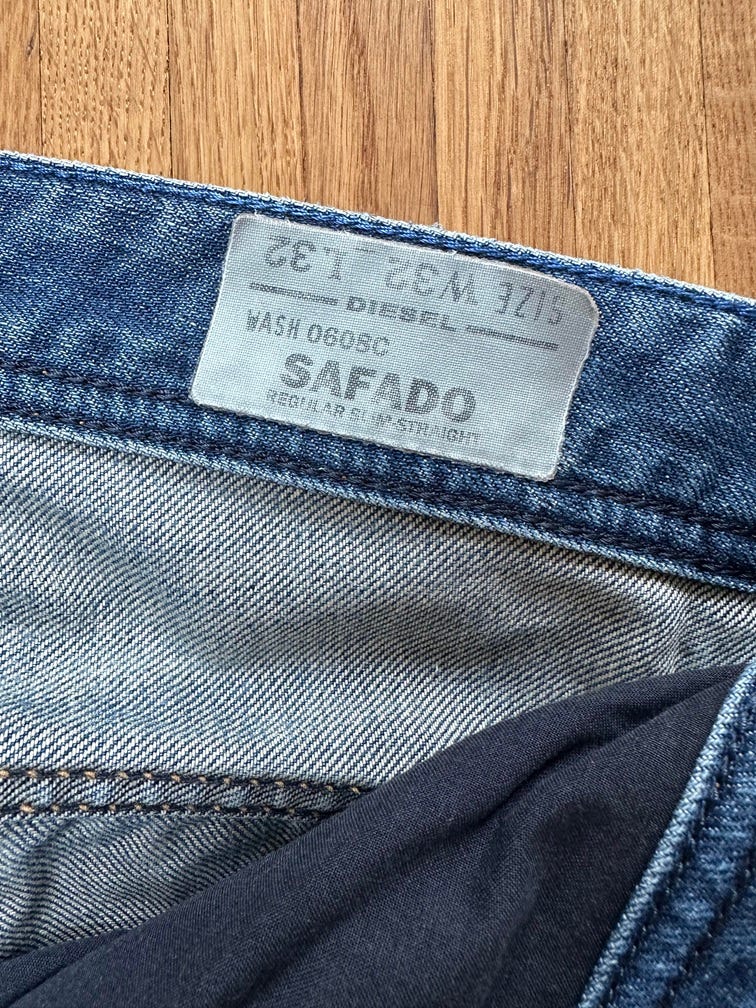 SIZE W32 L32
DIESEL
WASH 0608C
SAFADO
REGULAR SLIM-STRAIGHT